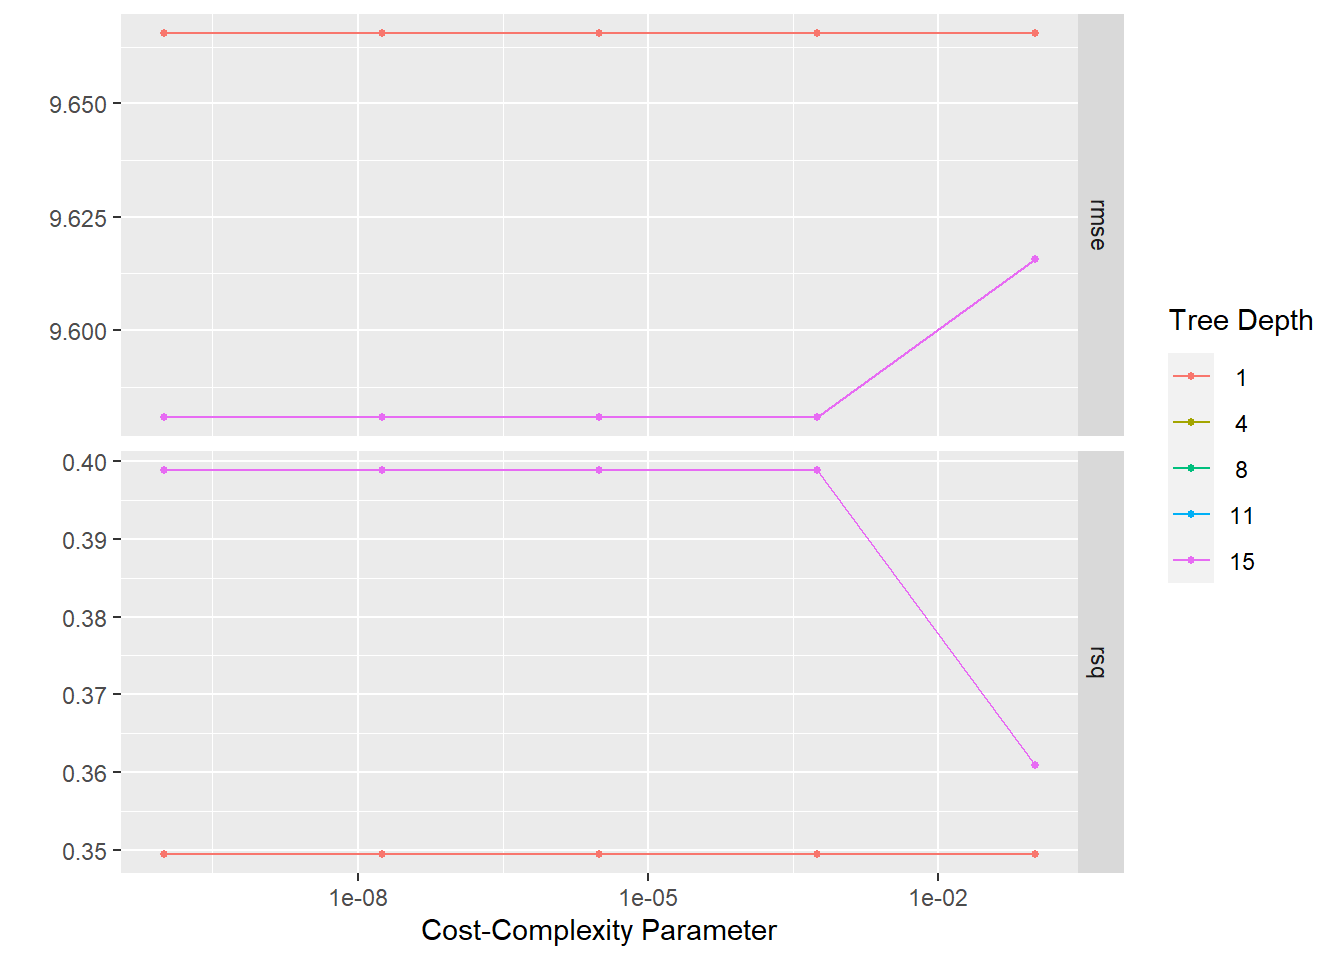 9.650
9.625
9.600
rmse
0.40
0.39
0.38
0.37
0.36
0.35
rsq
1e-08 1e-05 1e-02
Cost-Complexity Parameter
Tree Depth
1
4
8
11
15